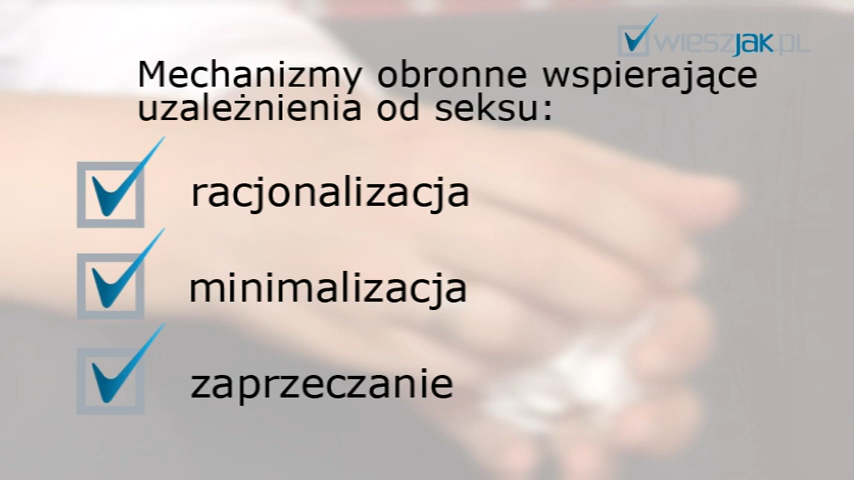 wieszjak.pl
Mechanizmy obronne wspierające
uzależnienia od seksu:
racjonalizacja
minimalizacja
zaprzeczanie